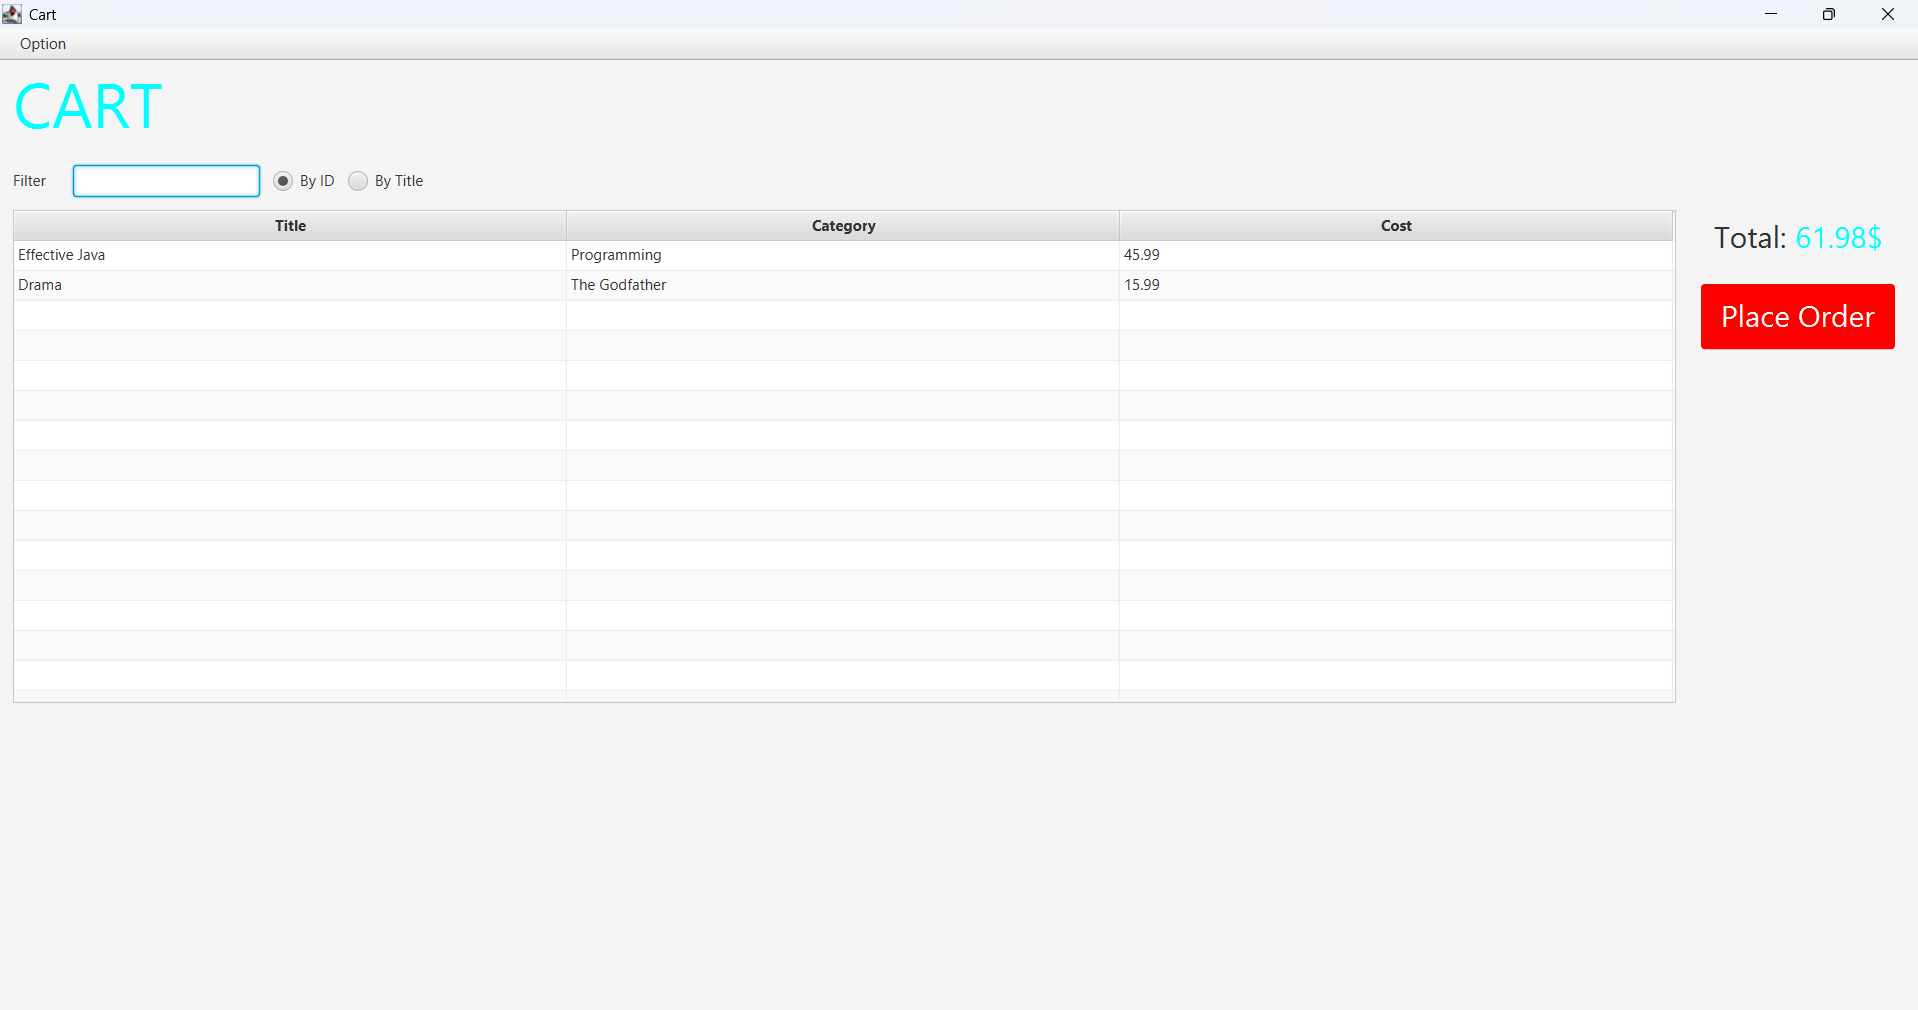 Cart
Option
CART
Filter By ID By Title
Title Category Cost
Effective Java Programming 45.99
Drama The Godfather 15.99
Total: 61.98$
Place Order